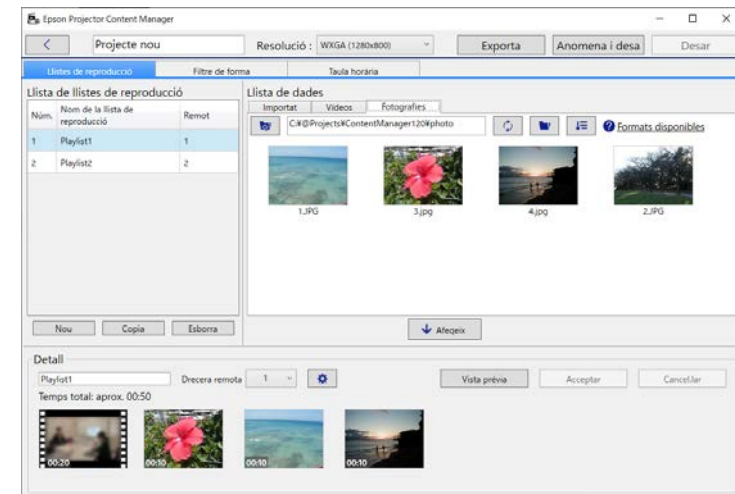 Epson Projector Content Manager
Projecte nou
Resolució : WXGA (1280x800)
Exporta
Anomena i desa
Desar
Llistes de reproducció
Filtre de forma
Taula horària
Llista de llistes de reproducció
Núm.
Nom de la llista de
reproducció
Remot
1 Playlist1 1
2 Playlist2 2
Nou
Copia
Esborra
Llista de dades
Importat
Vídeos
Fotografies
C:¥@Projects¥ContentManager120¥photo
Formats disponibles
1.JPG
3.jpg
4.jpg
2.JPG
Afegeix
Detall
Playlist1
Drecera remota 1
Vista prèvia
Acceptar
Cancel.lar
Temps total: aprox. 00:50
00:20
00:10
00:10
00:10